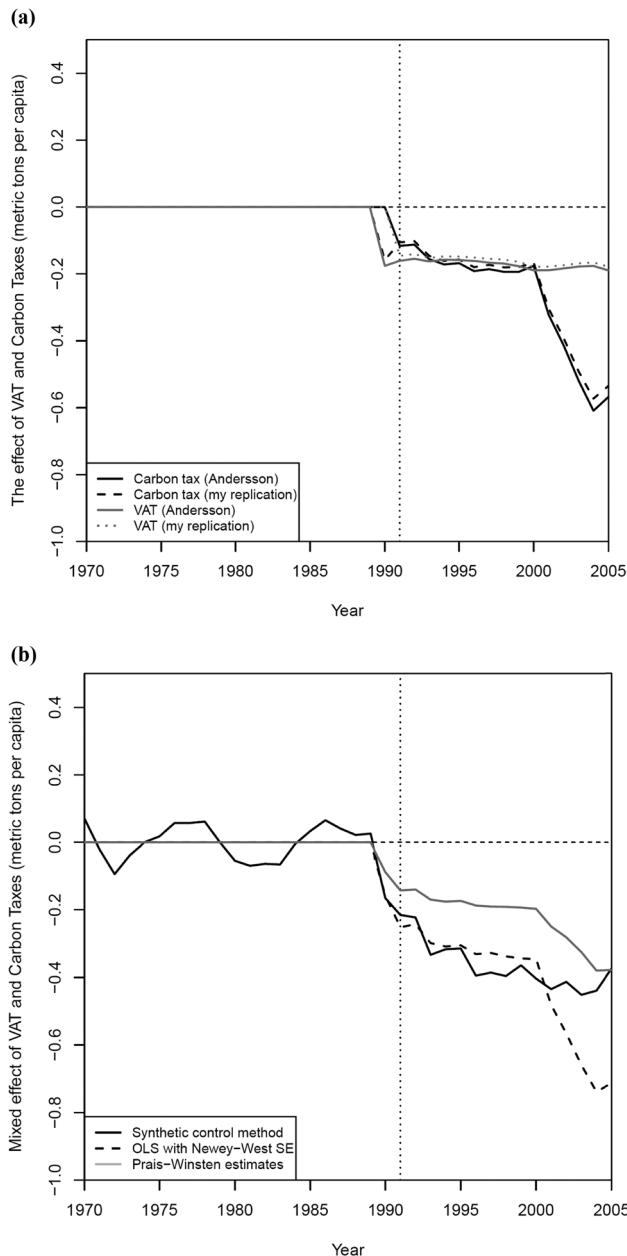 (a)
The effect of VAT and Carbon Taxes (metric tons per capita)
0.4
0.2
0.0
−0.2
−0.4
−0.6
−0.8
−1.0
Carbon tax (Andersson)
Carbon tax (my replication)
VAT (Andersson)
VAT (my replication)
1970 1975 1980 1985 1990 1995 2000 2005
Year
(b)
Mixed effect of VAT and Carbon Taxes (metric tons per capita)
0.4
0.2
0.0
−0.2
−0.4
−0.6
−0.8
−1.0
Synthetic control method
OLS with Newey−West SE
Prais−Winsten estimates
1970 1975 1980 1985 1990 1995 2000 2005
Year